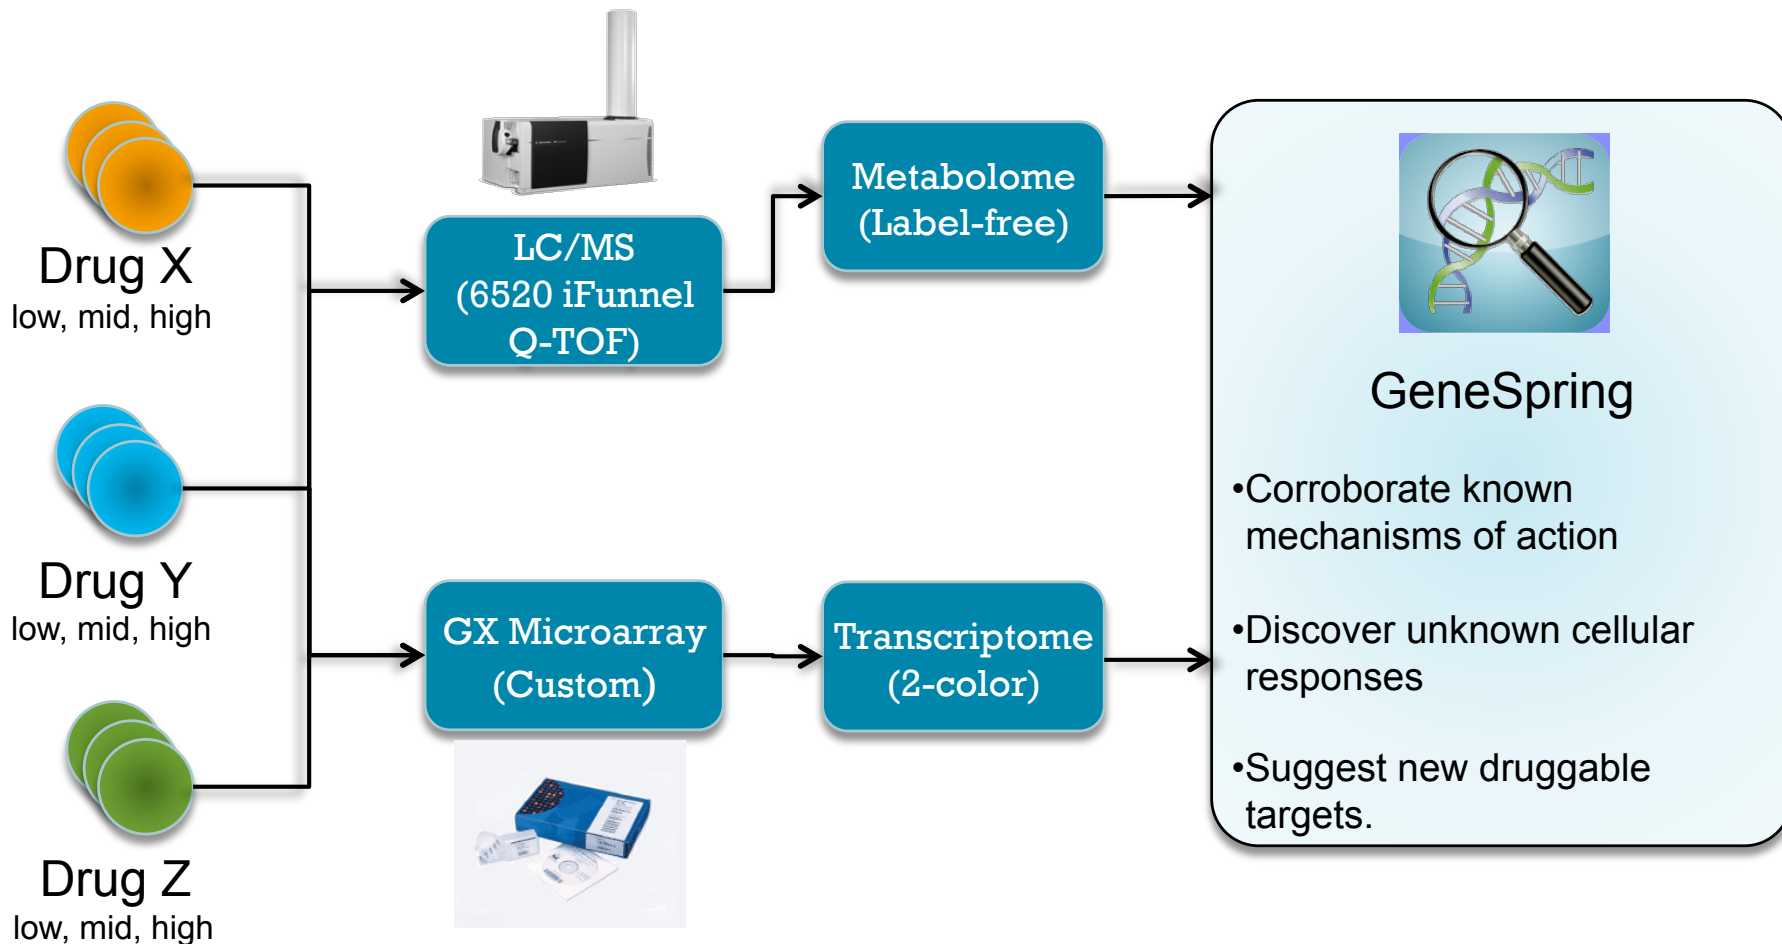 Drug X
low, mid, high
Drug Y
low, mid, high
Drug Z
low, mid, high
LC/MS
(6520 iFunnel
Q-TOF)
GX Microarray
(Custom)
Metabolome
(Label-free)
Transcriptome
(2-color)
GeneSpring
•Corroborate known
mechanisms of action
•Discover unknown cellular
responses
•Suggest new druggable
targets.